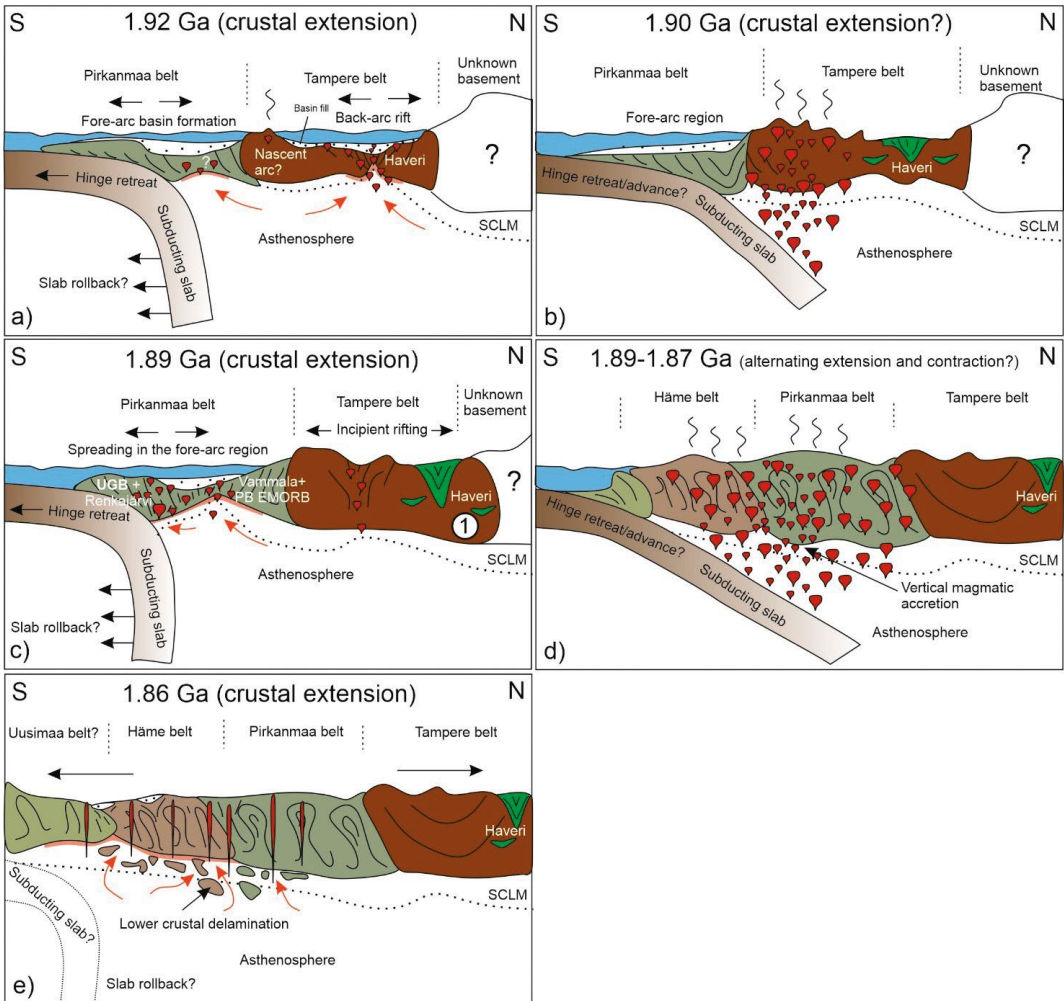 S
1.92 Ga (crustal extension)
N
Pirkanmaa belt
Tampere belt
Unknown
basement
Fore-arc basin formation
Basin fill
Back-arc rift
?
Nascent
arc?
Haveri
?
Hinge retreat
Subducting slab
SCLM
Asthenosphere
Slab rollback?
a)
S
1.90 Ga (crustal extension?)
N
Pirkanmaa belt
Tampere belt
Unknown
basement
Fore-arc region
Haveri
?
Hinge retreat/advance?
Subducting slab
SCLM
Asthenosphere
b)
S
1.89 Ga (crustal extension)
N
Pirkanmaa belt
Tampere belt
Unknown
basement
Spreading in the fore-arc region
Incipient rifting
UGB +
Renkajärvi
Vammala+
PB EMORB
Haveri
?
1
Hinge retreat
Subducting slab
SCLM
Asthenosphere
Slab rollback?
c)
S
1.89-1.87 Ga (alternating extension and contraction?)
N
Häme belt
Pirkanmaa belt
Tampere belt
Haveri
Hinge retreat/advance?
Subducting slab
SCLM
Vertical magmatic
accretion
Asthenosphere
d)
S
1.86 Ga (crustal extension)
N
Uusimaa belt?
Häme belt
Pirkanmaa belt
Tampere belt
Haveri
Subducting slab?
SCLM
Lower crustal delamination
Asthenosphere
Slab rollback?
e)